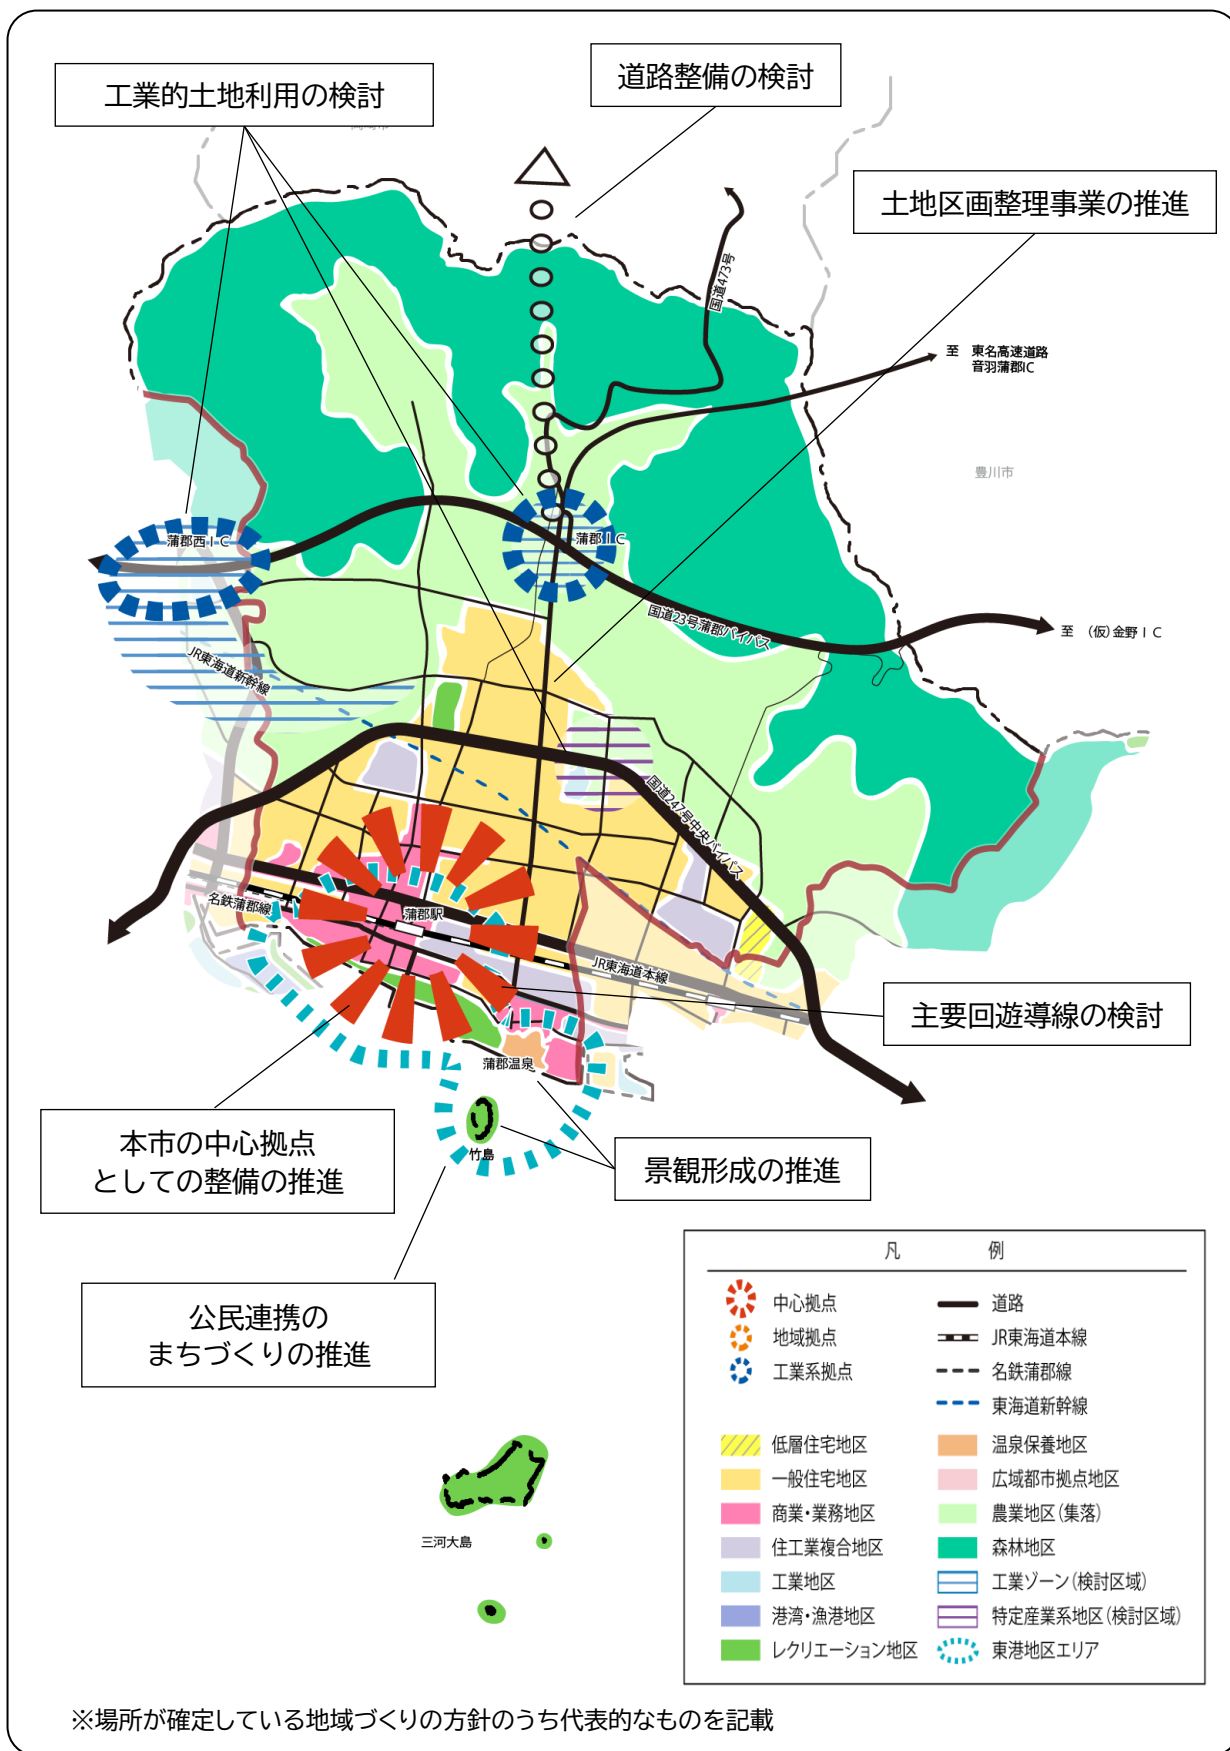 工業的土地利用の検討
道路整備の検討
土地区画整理事業の推進
国道473号
至 東名高速道路
音羽蒲郡IC
豊川市
蒲郡西IC
蒲郡IC
国道23号蒲郡バイパス
至 (仮)金野IC
JR東海道新幹線
国道247号中央バイパス
名鉄蒲郡線
蒲郡駅
JR東海道本線
主要回遊導線の検討
蒲郡温泉
本市の中心拠点
としての整備の推進
竹島
景観形成の推進
公民連携の
まちづくりの推進
三河大島
凡 例
中心拠点
地域拠点
工業系拠点
道路
JR東海道本線
名鉄蒲郡線
東海道新幹線
低層住宅地区
一般住宅地区
商業・業務地区
住工業複合地区
工業地区
港湾・漁港地区
レクリエーション地区
温泉保養地区
広域都市拠点地区
農業地区(集落)
森林地区
工業ゾーン(検討区域)
特定産業系地区(検討区域)
東港地区エリア
※場所が確定している地域づくりの方針のうち代表的なものを記載